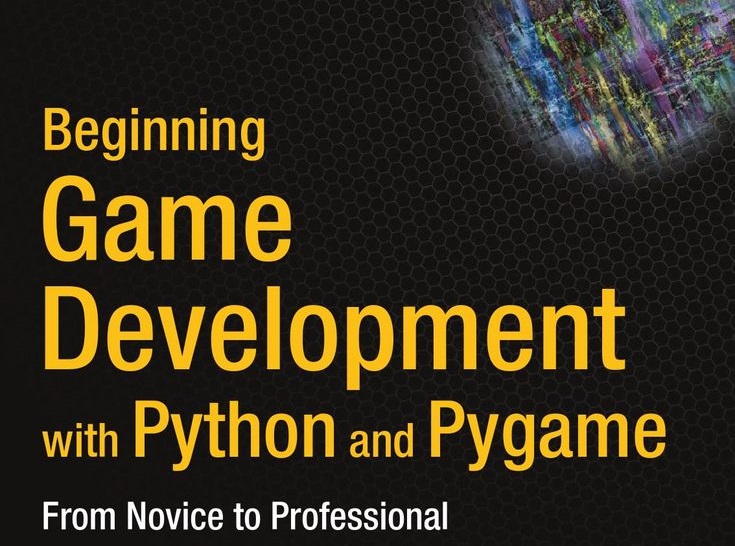 Beginning
Game
Development
with Python and Pygame
From Novice to Professional